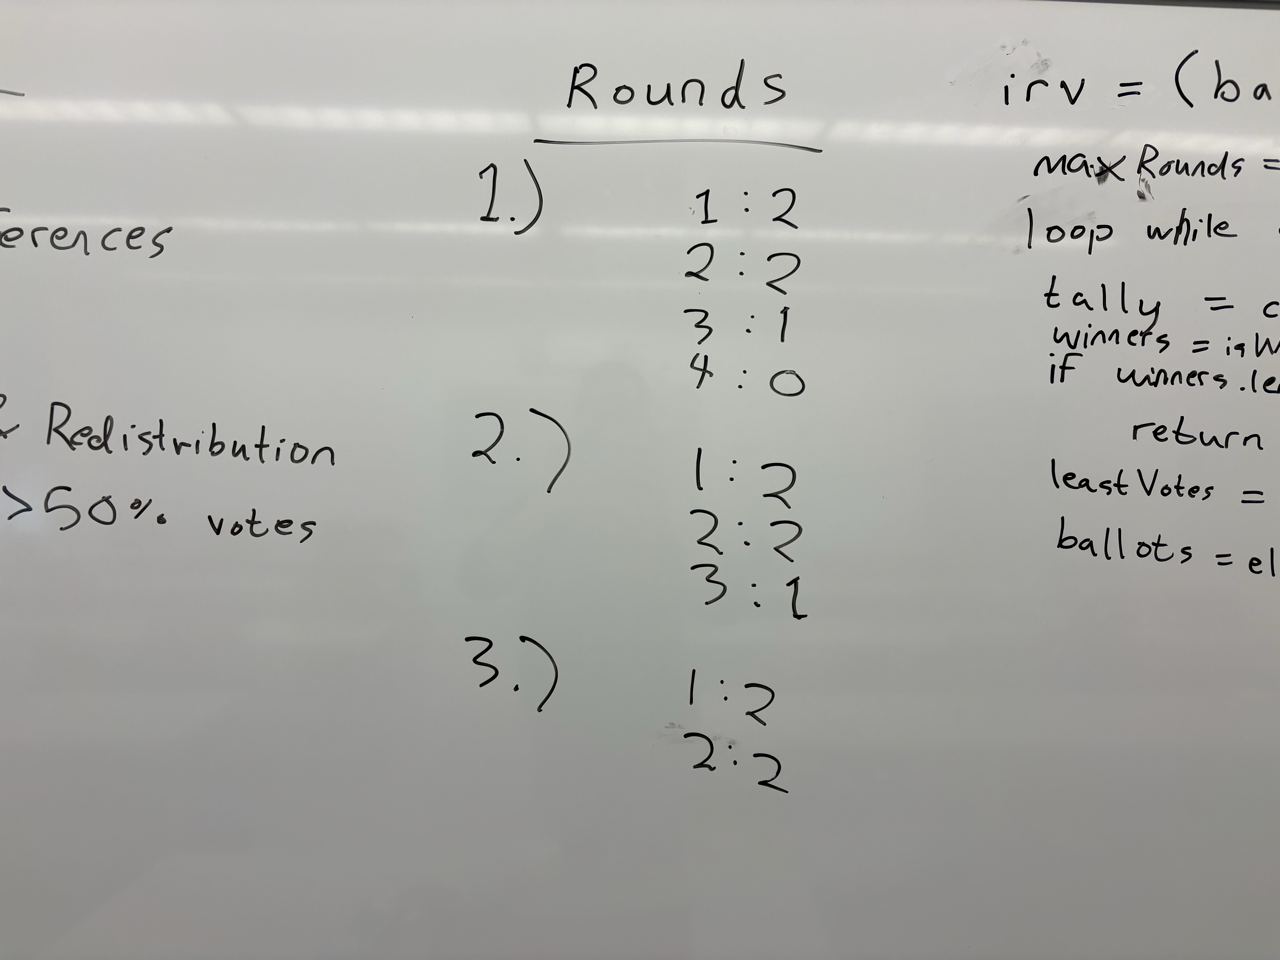 erences
& Redistribution
>50% votes
Rounds
1.)
1 : 2
2 : 2
3 : 1
4 : 0
2.)
1 : 2
2 : 2
3 : 1
3.)
1 : 2
2 : 2
irv = (ba
maxRounds =
loop while
tally = c
winners = isW
if winners.le
return
leastVotes =
ballots = el